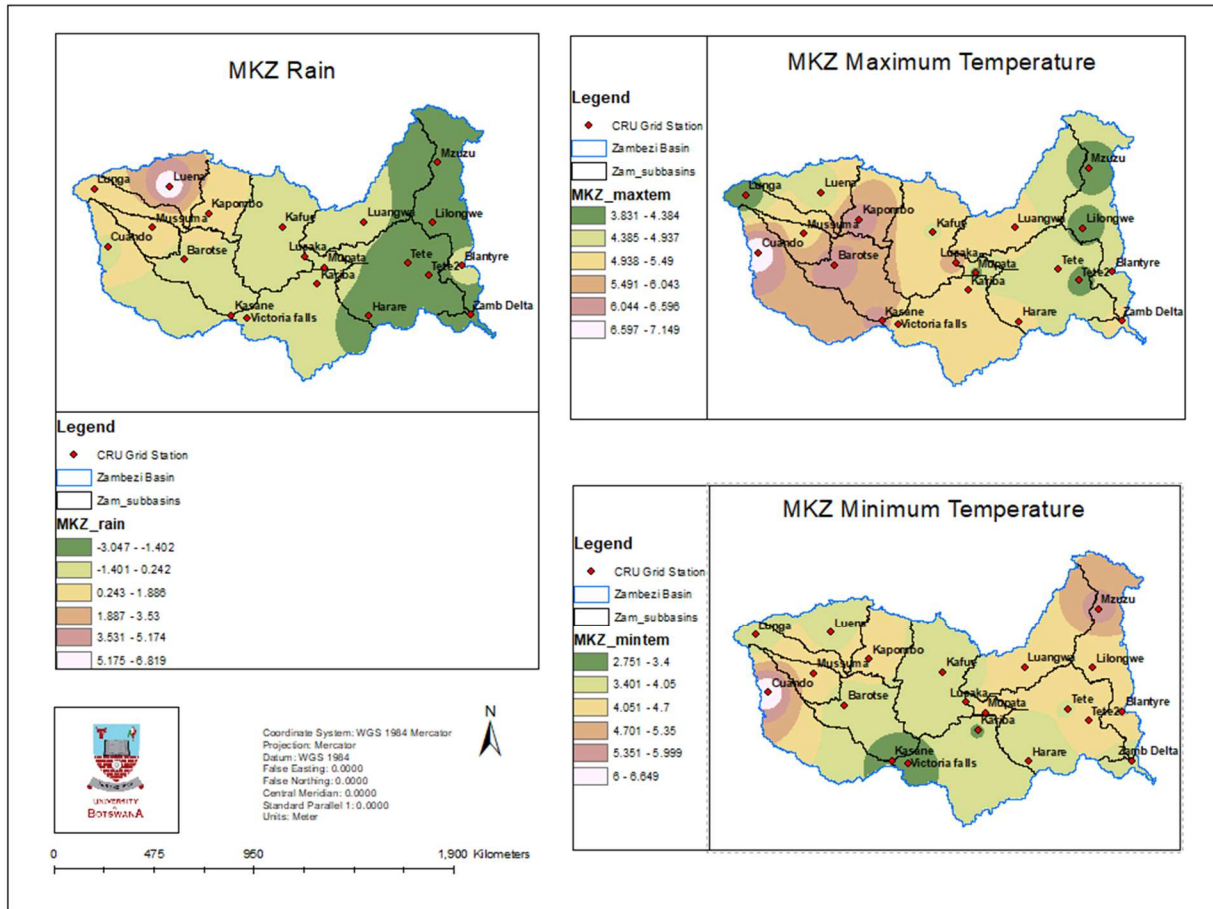 MKZ Rain
Lunga
Luena
Kapombo
Mussuma
Cuando
Barotse
Kafue
Lusaka
Mupata
Kariba
Kasane
Victoria falls
Luangwa
Mzuzu
Lilongwe
Tete
Tete2
Blantyre
Harare
Zamb Delta
Legend
CRU Grid Station
Zambezi Basin
Zam_subbasins
MKZ_rain
-3.047 - -1.402
-1.401 - 0.242
0.243 - 1.886
1.887 - 3.53
3.531 - 5.174
5.175 - 6.819
MKZ Maximum Temperature
Legend
CRU Grid Station
Zambezi Basin
Zam_subbasins
MKZ_maxtem
3.831 - 4.384
4.385 - 4.937
4.938 - 5.49
5.491 - 6.043
6.044 - 6.596
6.597 - 7.149
Lunga
Luena
Kapombo
Mussuma
Cuando
Barotse
Kafue
Lusaka
Mupata
Kariba
Kasane
Victoria falls
Luangwa
Mzuzu
Lilongwe
Tete
Tete2
Blantyre
Harare
Zamb Delta
MKZ Minimum Temperature
Legend
CRU Grid Station
Zambezi Basin
Zam_subbasins
MKZ_mintem
2.751 - 3.4
3.401 - 4.05
4.051 - 4.7
4.701 - 5.35
5.351 - 5.999
6 - 6.649
Lunga
Luena
Kapombo
Mussuma
Cuando
Barotse
Kafue
Lusaka
Mupata
Kariba
Kasane
Victoria falls
Luangwa
Mzuzu
Lilongwe
Tete
Tete2
Blantyre
Harare
Zamb Delta
UNIVERSITY
BOTSWANA
Coordinate System: WGS 1984 Mercator
Projection: Mercator
Datum: WGS 1984
False Easting: 0.0000
False Northing: 0.0000
Central Meridian: 0.0000
Standard Parallel 1: 0.0000
Units: Meter
N
0 475 950 1,900 Kilometers